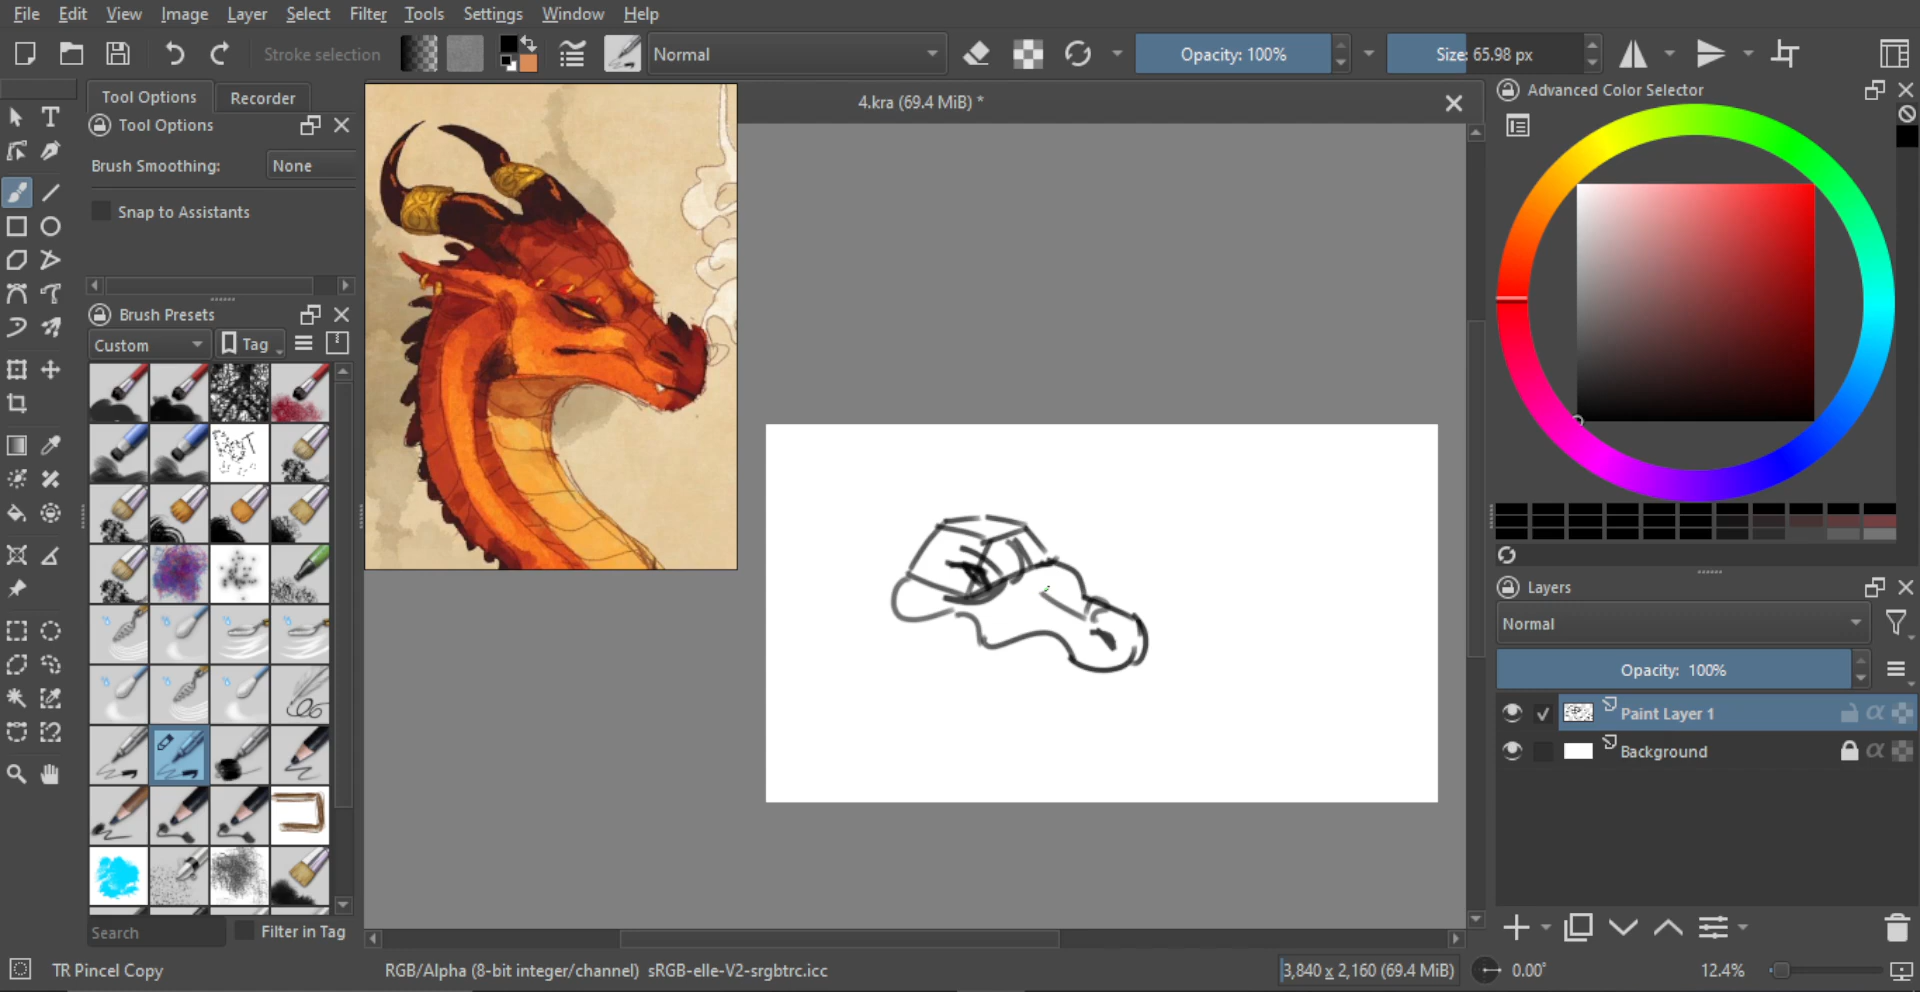 File Edit View Image Layer Select Filter Tools Settings Window Help
Stroke selection Normal Opacity: 100% Size: 65.98 px
Tool Options Recorder
4.kra (69.4 MiB) *
Tool Options
Brush Smoothing: None
Snap to Assistants
Brush Presets
Custom Tag
Search Filter in Tag
Advanced Color Selector
Layers
Normal
Opacity: 100%
Paint Layer 1
Background
TR Pincel Copy RGB/Alpha (8-bit integer/channel) sRGB-elle-V2-srgbtrc.icc 3,840 x 2,160 (69.4 MiB) 0.00° 12.4%